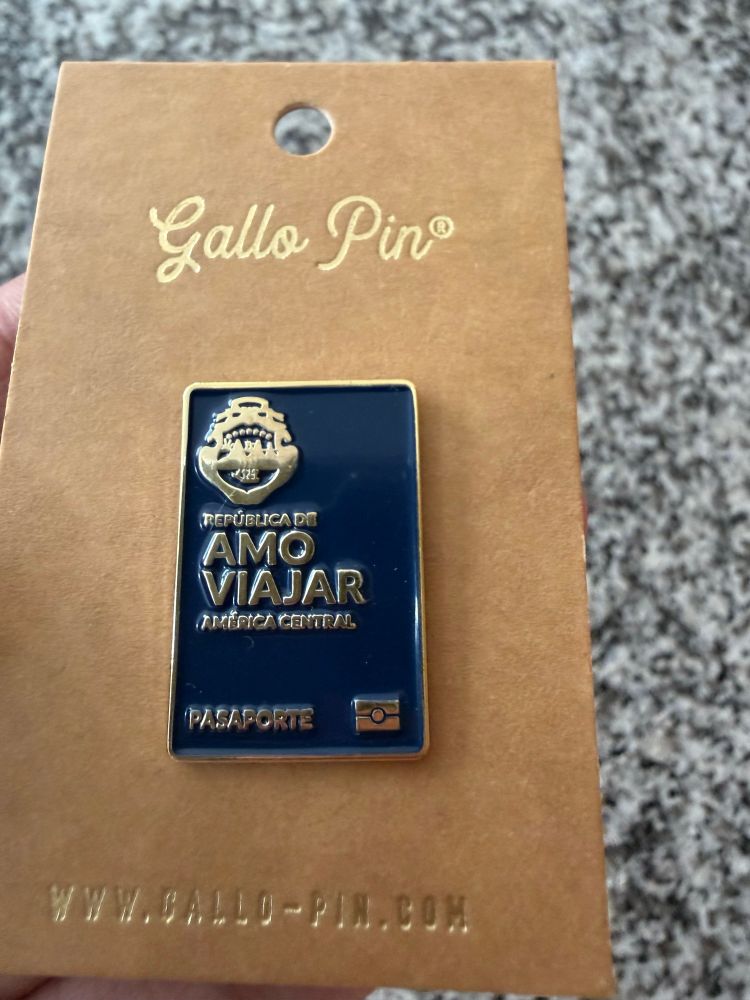 Gallo Pin®
REPÚBLICA DE
AMO
VIAJAR
AMÉRICA CENTRAL
PASAPORTE
WWW.GALLO-PIN.COM